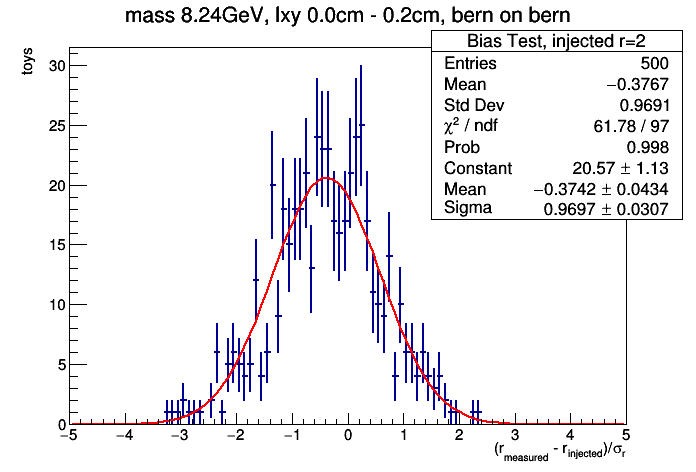 mass 8.24GeV, lxy 0.0cm - 0.2cm, bern on bern
toys
Bias Test, injected r=2
Entries 500
Mean −0.3767
Std Dev 0.9691
χ² / ndf 61.78 / 97
Prob 0.998
Constant 20.57 ± 1.13
Mean −0.3742 ± 0.0434
Sigma 0.9697 ± 0.0307
30
25
20
15
10
5
0
−5 −4 −3 −2 −1 0 1 2 3 4 5
(r_measured - r_injected)/σ_r